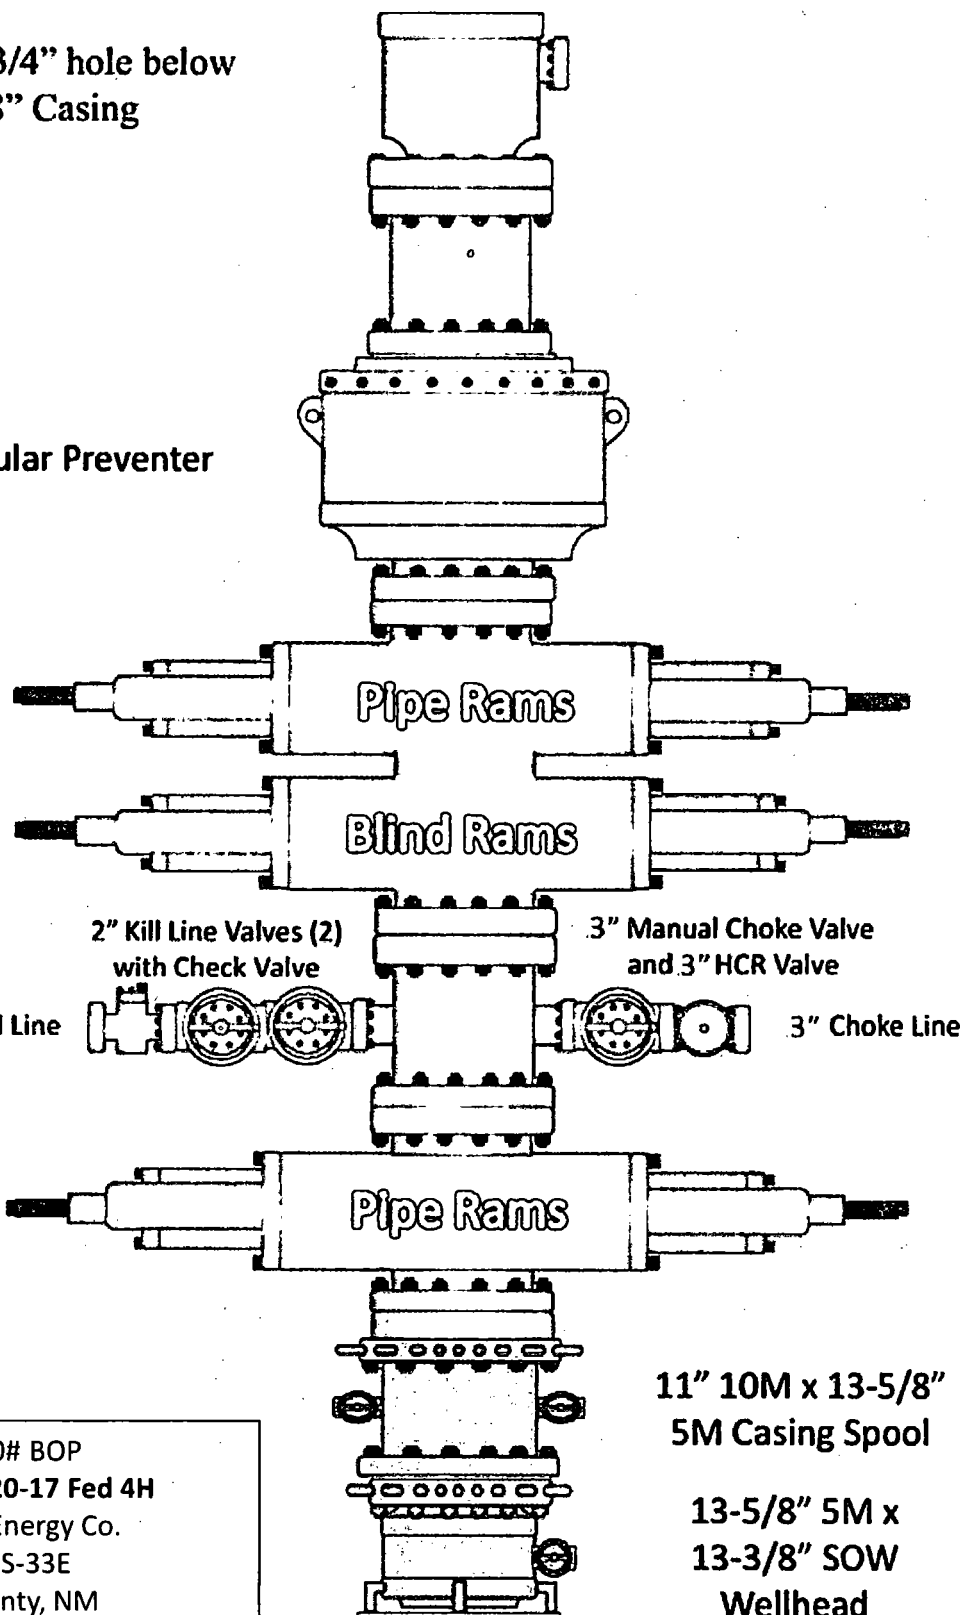 3/4” hole below
8” Casing
ular Preventer
Pipe Rams
Blind Rams
2” Kill Line Valves (2)
with Check Valve
3” Manual Choke Valve
and 3” HCR Valve
l Line
3” Choke Line
Pipe Rams
11” 10M x 13-5/8”
5M Casing Spool
13-5/8” 5M x
13-3/8” SOW
Wellhead
0# BOP
20-17 Fed 4H
Energy Co.
S-33E
nty, NM